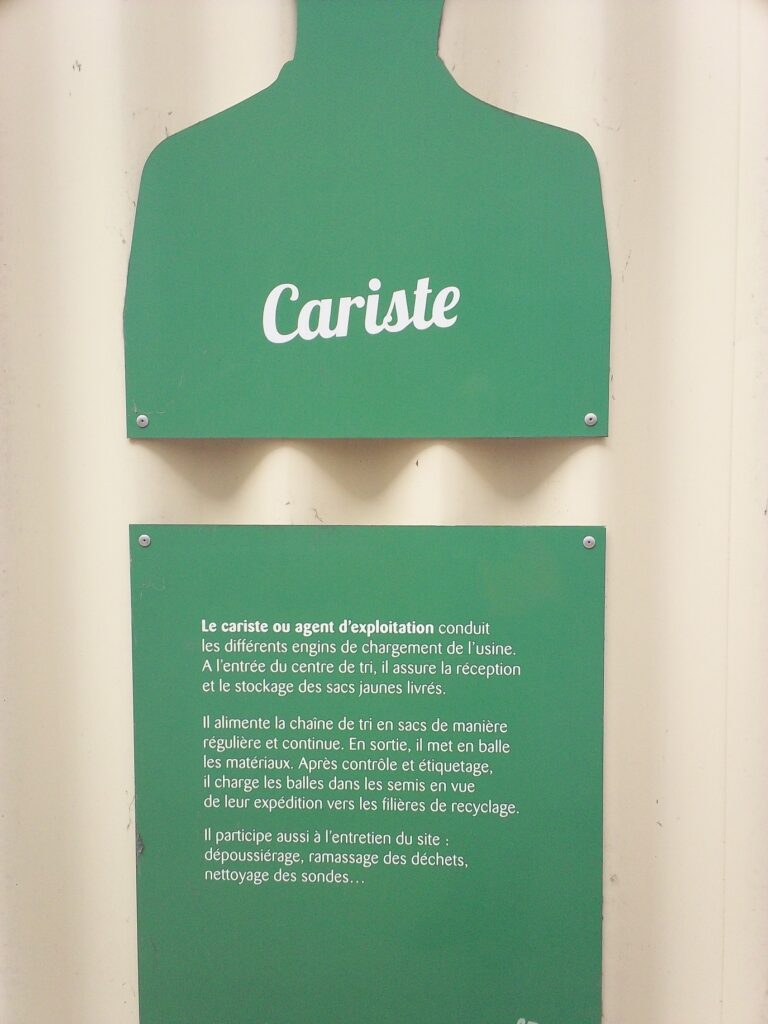 Cariste
Le cariste ou agent d'exploitation conduit
les différents engins de chargement de l'usine.
A l'entrée du centre de tri, il assure la réception
et le stockage des sacs jaunes livrés.
Il alimente la chaîne de tri en sacs de manière
régulière et continue. En sortie, il met en balle
les matériaux. Après contrôle et étiquetage,
il charge les balles dans les semis en vue
de leur expédition vers les filières de recyclage.
Il participe aussi à l'entretien du site :
dépoussiérage, ramassage des déchets,
nettoyage des sondes…